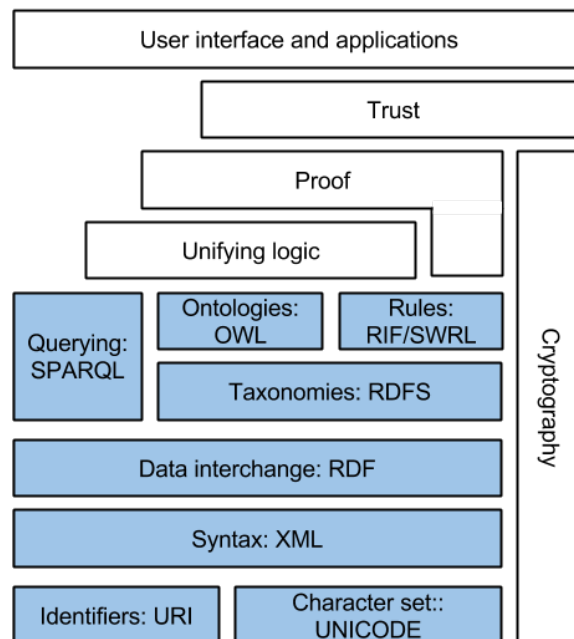 User interface and applications
Trust
Proof
Unifying logic
Querying:
SPARQL
Ontologies:
OWL
Rules:
RIF/SWRL
Taxonomies: RDFS
Cryptography
Data interchange: RDF
Syntax: XML
Identifiers: URI
Character set::
UNICODE